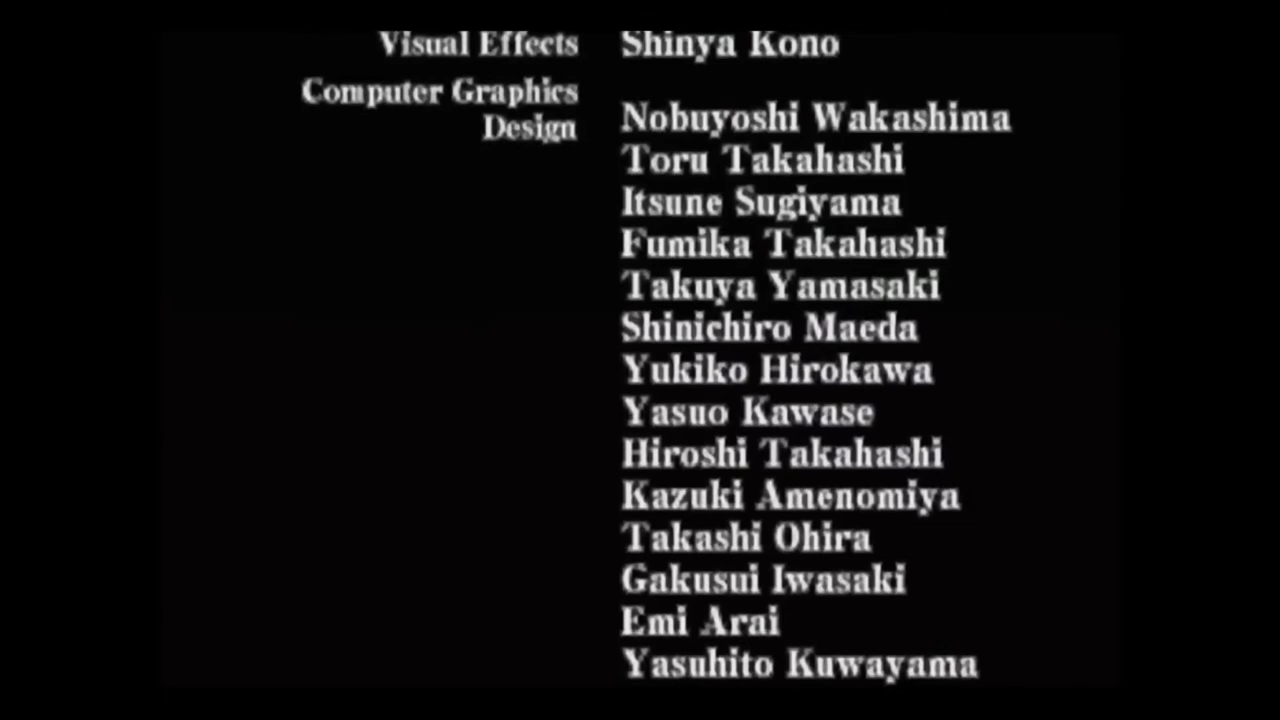 Visual Effects Shinya Kono
Computer Graphics
Design Nobuyoshi Wakashima
Toru Takahashi
Itsune Sugiyama
Fumika Takahashi
Takuya Yamasaki
Shinichiro Maeda
Yukiko Hirokawa
Yasuo Kawase
Hiroshi Takahashi
Kazuki Amenomiya
Takashi Ohira
Gakusui Iwasaki
Emi Arai
Yasuhito Kuwayama